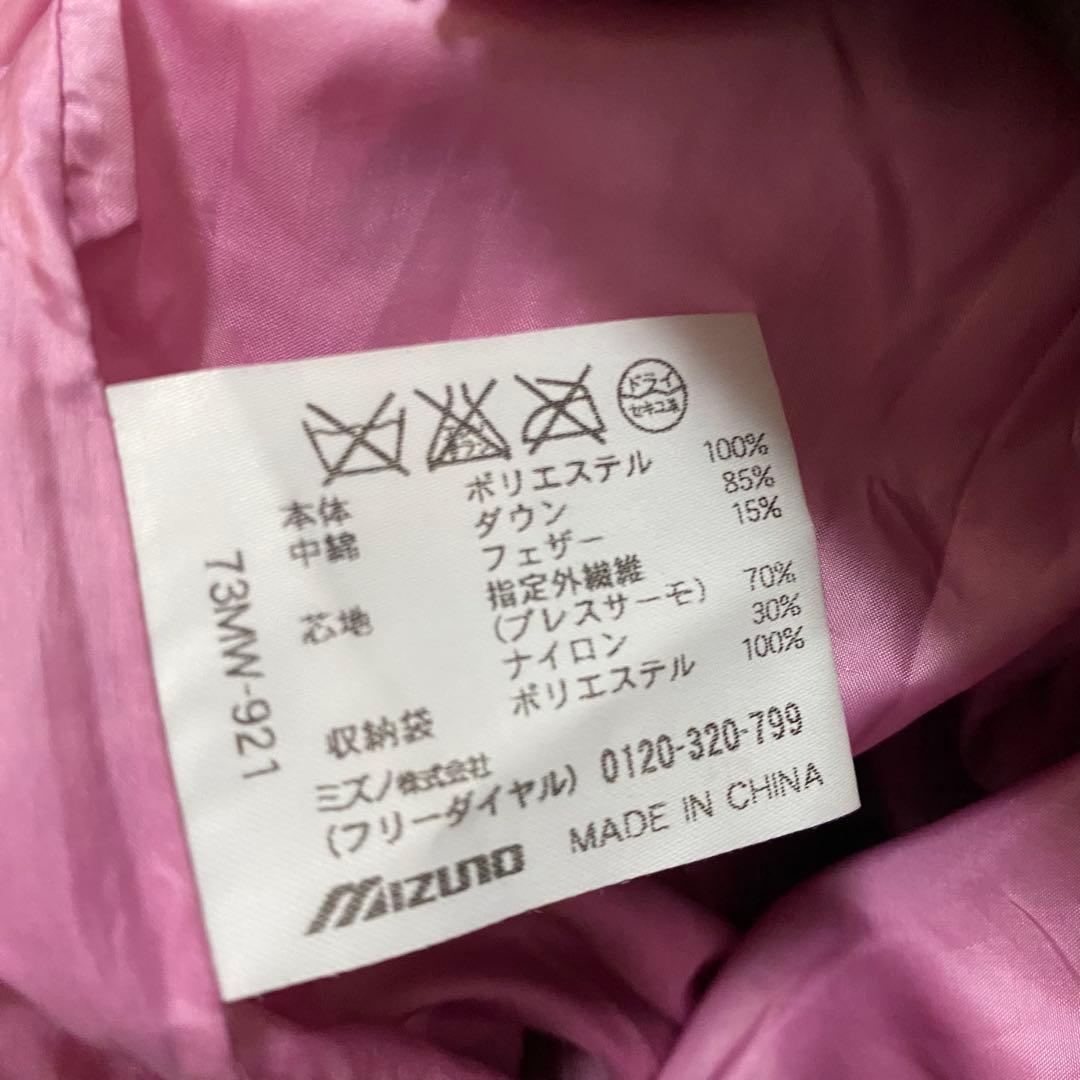 ドライ
セキユ系
本体 ポリエステル 100%
中綿 ダウン 85%
フェザー 15%
芯地 指定外繊維
(ブレスサーモ) 70%
ナイロン 30%
収納袋 ポリエステル 100%
ミズノ株式会社
(フリーダイヤル) 0120-320-799
MIZUNO MADE IN CHINA
73MW-921